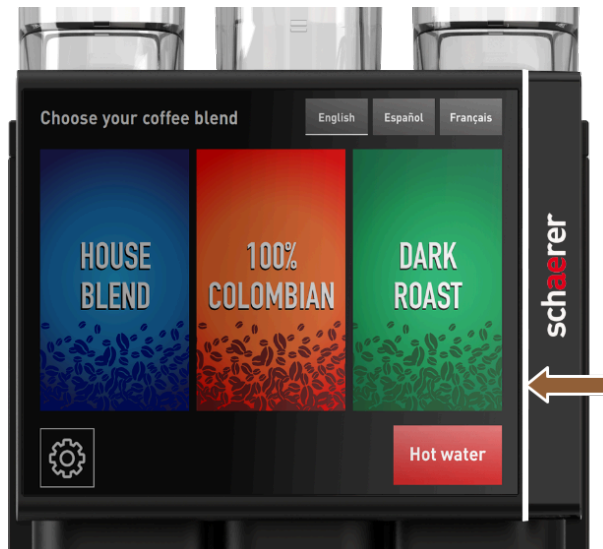 Choose your coffee blend
English
Español
Français
HOUSE
BLEND
100%
COLOMBIAN
DARK
ROAST
schaerer
Hot water